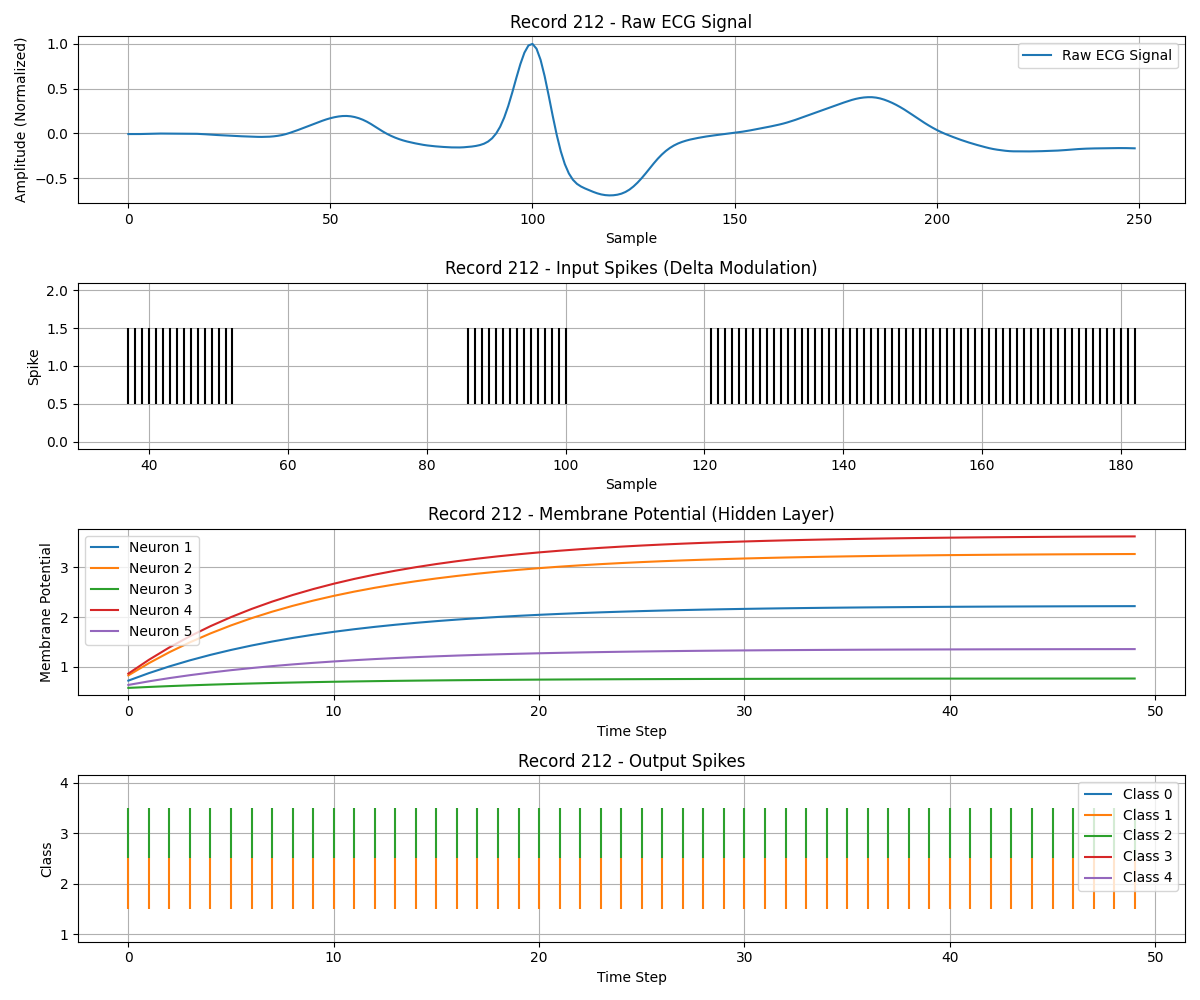 Record 212 - Raw ECG Signal
Amplitude (Normalized)
1.0
0.5
0.0
−0.5
Raw ECG Signal
0 50 100 150 200 250
Sample
Record 212 - Input Spikes (Delta Modulation)
Spike
2.0
1.5
1.0
0.5
0.0
40 60 80 100 120 140 160 180
Sample
Record 212 - Membrane Potential (Hidden Layer)
Membrane Potential
3
2
1
Neuron 1
Neuron 2
Neuron 3
Neuron 4
Neuron 5
0 10 20 30 40 50
Time Step
Record 212 - Output Spikes
Class
4
3
2
1
Class 0
Class 1
Class 2
Class 3
Class 4
0 10 20 30 40 50
Time Step